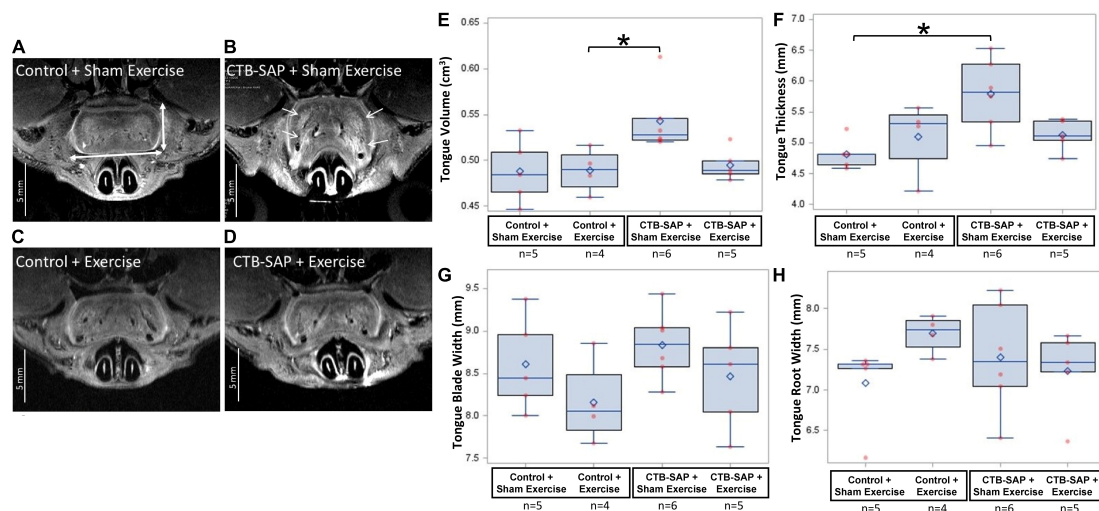 A
B
Control + Sham Exercise
CTB-SAP + Sham Exercise
5 mm
5 mm
C
D
Control + Exercise
CTB-SAP + Exercise
5 mm
5 mm
E
Tongue Volume (cm³)
0.65
0.60
0.55
0.50
0.45
*
Control + Sham Exercise
Control + Exercise
CTB-SAP + Sham Exercise
CTB-SAP + Exercise
n=5
n=4
n=6
n=5
F
Tongue Thickness (mm)
7.0
6.5
6.0
5.5
5.0
4.5
4.0
*
Control + Sham Exercise
Control + Exercise
CTB-SAP + Sham Exercise
CTB-SAP + Exercise
n=5
n=4
n=6
n=5
G
Tongue Blade Width (mm)
9.5
9.0
8.5
8.0
7.5
Control + Sham Exercise
Control + Exercise
CTB-SAP + Sham Exercise
CTB-SAP + Exercise
n=5
n=4
n=6
n=5
H
Tongue Root Width (mm)
8.0
7.5
7.0
6.5
Control + Sham Exercise
Control + Exercise
CTB-SAP + Sham Exercise
CTB-SAP + Exercise
n=5
n=4
n=6
n=5